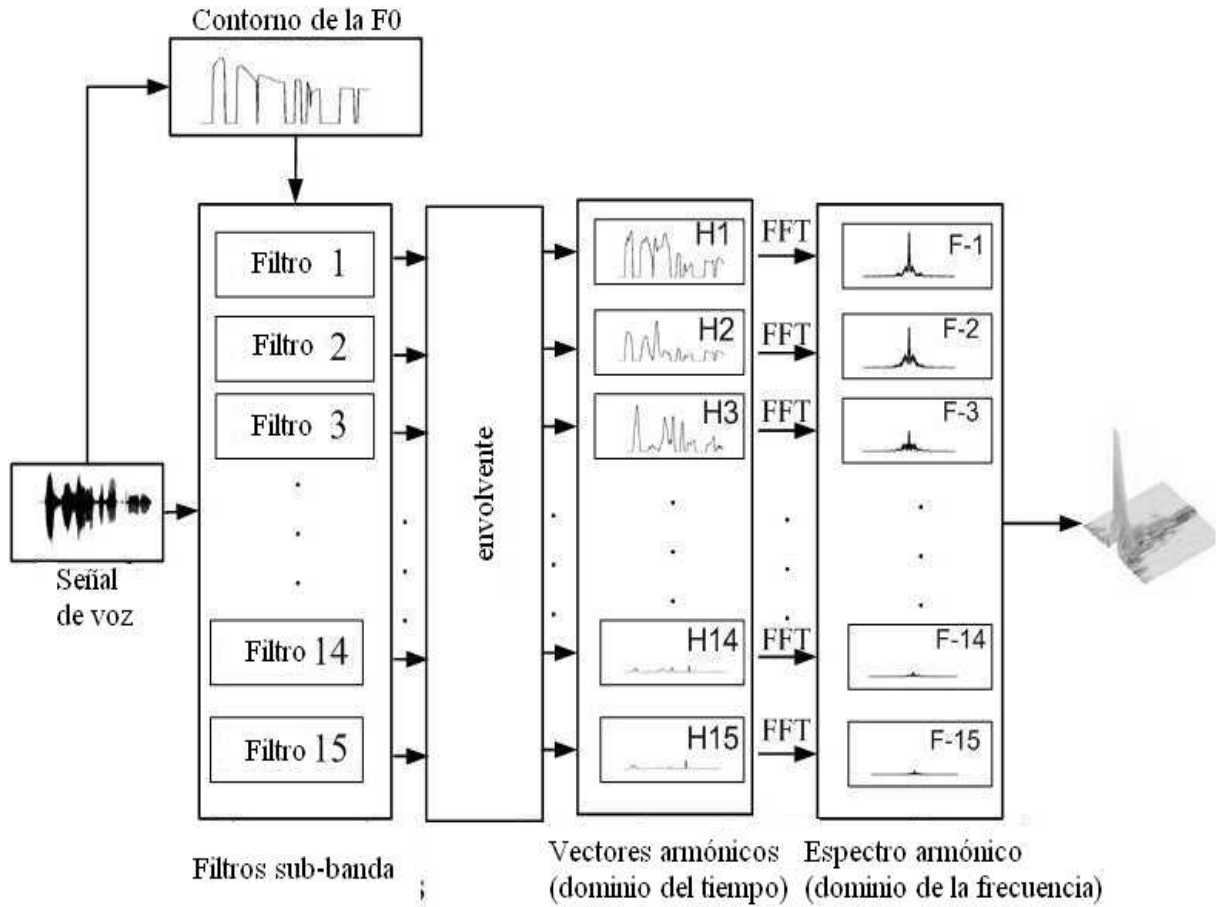 Contorno de la F0
Filtro 1
Filtro 2
Filtro 3
Filtro 14
Filtro 15
Filtros sub-banda
Señal
de voz
envolvente
H1
H2
H3
H14
H15
Vectores armónicos
(dominio del tiempo)
FFT
FFT
FFT
FFT
FFT
F-1
F-2
F-3
F-14
F-15
Espectro armónico
(dominio de la frecuencia)